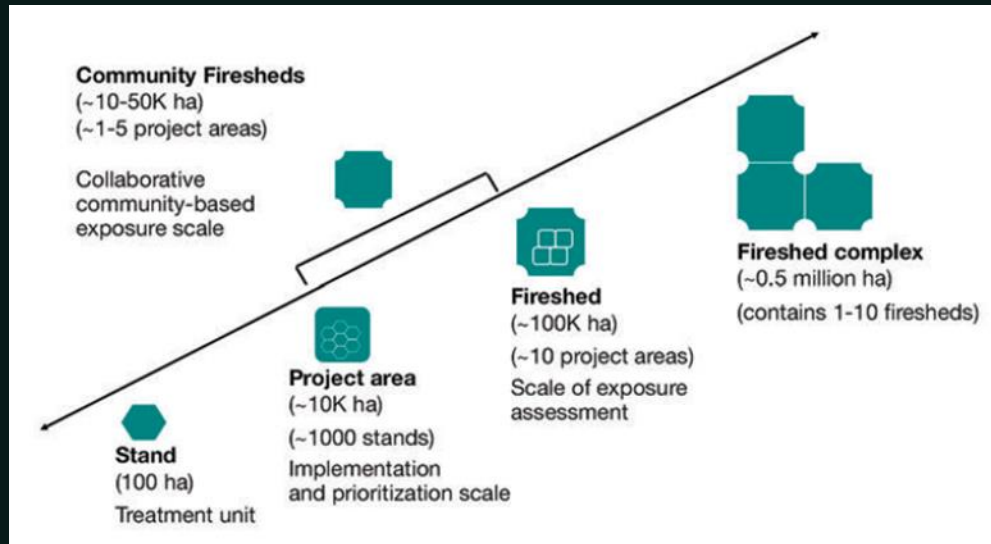 Community Firesheds
(~10-50K ha)
(~1-5 project areas)
Collaborative
community-based
exposure scale
Stand
(100 ha)
Treatment unit
Project area
(~10K ha)
(~1000 stands)
Implementation
and prioritization scale
Fireshed
(~100K ha)
(~10 project areas)
Scale of exposure
assessment
Fireshed complex
(~0.5 million ha)
(contains 1-10 firesheds)